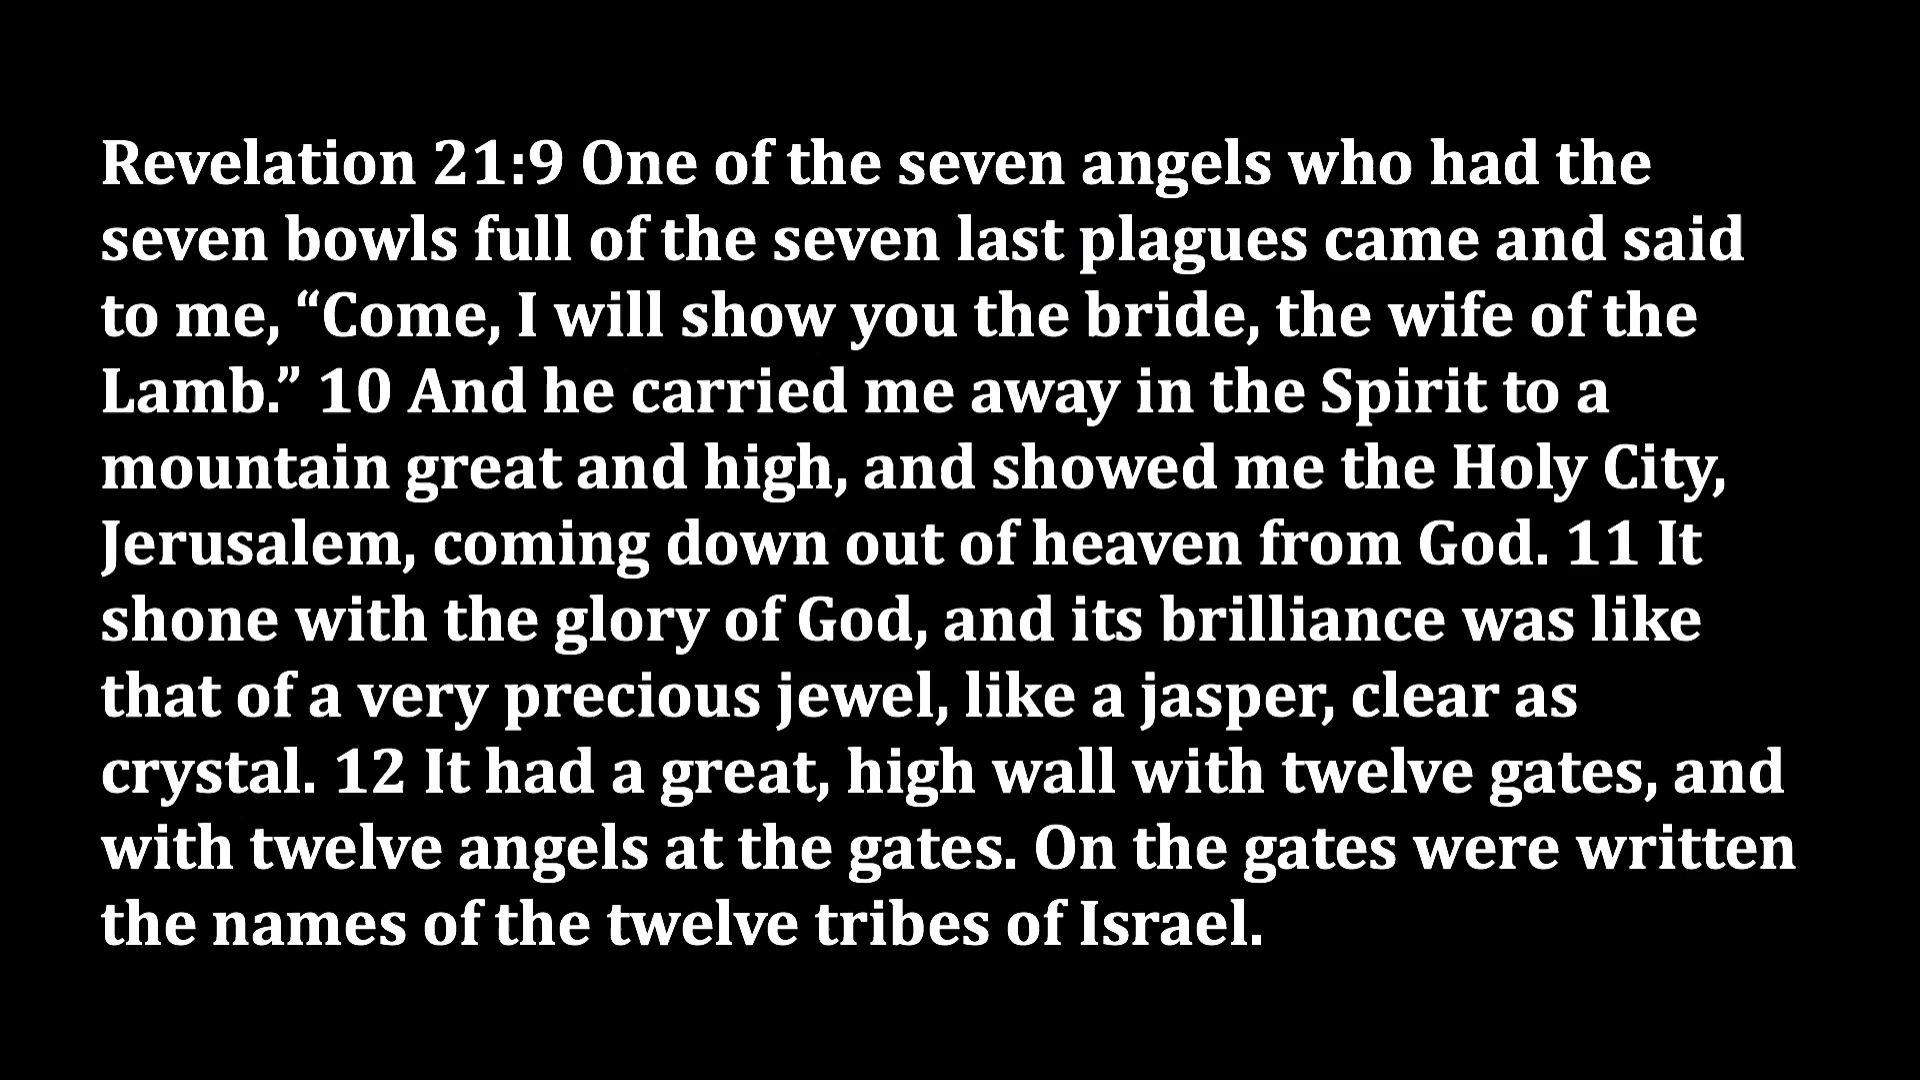 Revelation 21:9 One of the seven angels who had the
seven bowls full of the seven last plagues came and said
to me, “Come, I will show you the bride, the wife of the
Lamb.” 10 And he carried me away in the Spirit to a
mountain great and high, and showed me the Holy City,
Jerusalem, coming down out of heaven from God. 11 It
shone with the glory of God, and its brilliance was like
that of a very precious jewel, like a jasper, clear as
crystal. 12 It had a great, high wall with twelve gates, and
with twelve angels at the gates. On the gates were written
the names of the twelve tribes of Israel.